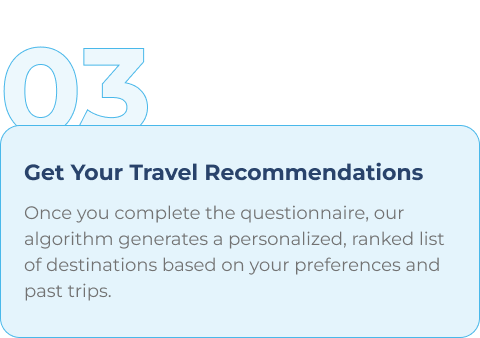 03
Get Your Travel Recommendations
Once you complete the questionnaire, our
algorithm generates a personalized, ranked list
of destinations based on your preferences and
past trips.